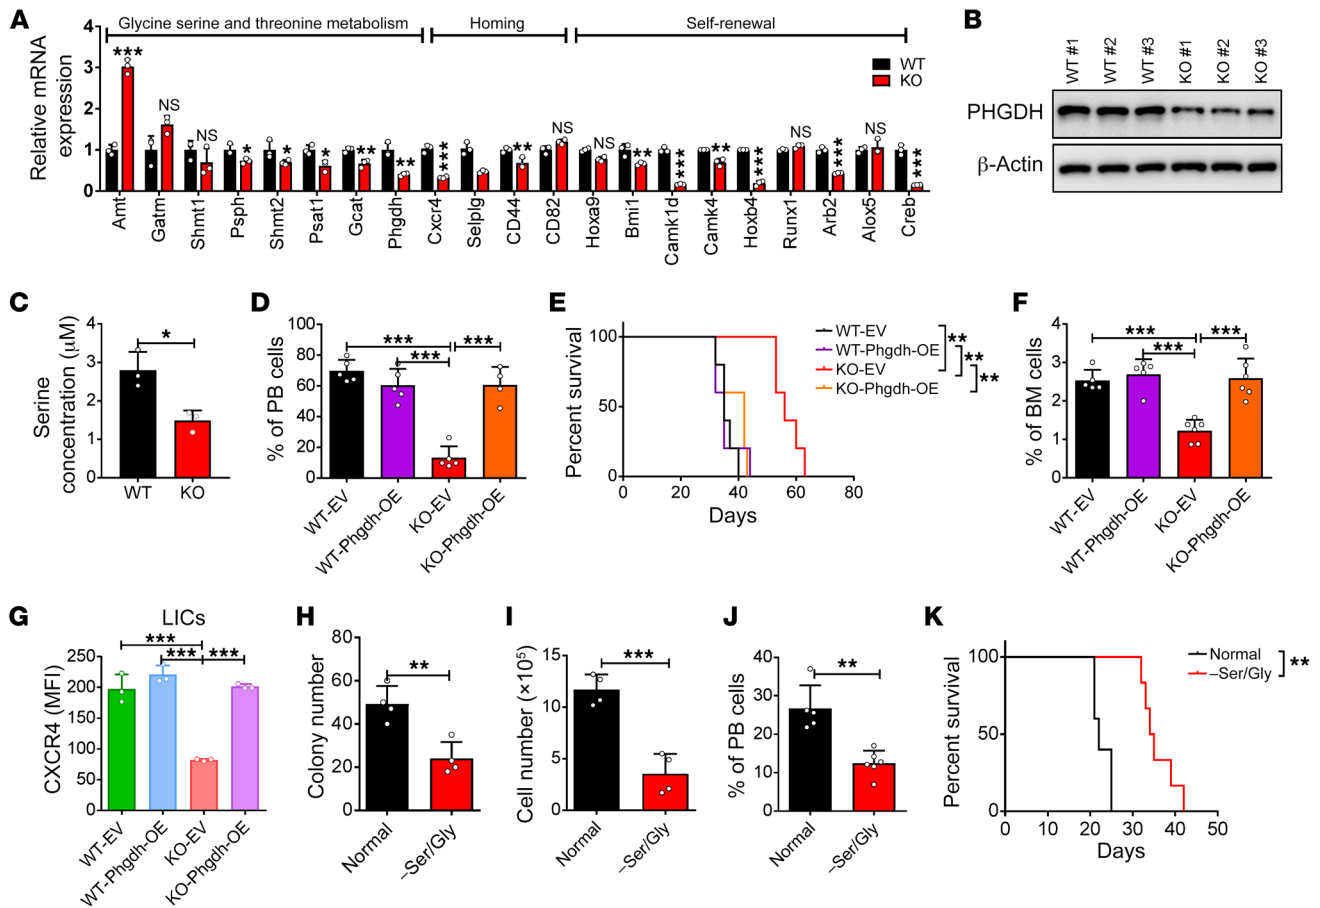 A
Glycine serine and threonine metabolism
Homing
Self-renewal
Relative mRNA
expression
4
3
2
1
0
WT
KO
***
NS
NS
*
*
*
**
**
***
**
NS
NS
**
***
**
***
NS
***
NS
***
Amt
Gatm
Shmt1
Psph
Shmt2
Psat1
Gcat
Phgdh
Cxcr4
Selplg
CD44
CD82
Hoxa9
Bmi1
Camk1d
Camk4
Hoxb4
Runx1
Arb2
Alox5
Creb
B
WT #1
WT #2
WT #3
KO #1
KO #2
KO #3
PHGDH
β-Actin
C
Serine
concentration (μM)
4
3
2
1
0
*
WT
KO
D
% of PB cells
100
80
60
40
20
0
***
***
***
WT-EV
WT-Phgdh-OE
KO-EV
KO-Phgdh-OE
E
Percent survival
100
50
0
0
20
40
60
80
Days
WT-EV
WT-Phgdh-OE
KO-EV
KO-Phgdh-OE
**
**
**
F
% of BM cells
4
3
2
1
0
***
***
***
WT-EV
WT-Phgdh-OE
KO-EV
KO-Phgdh-OE
G
LICs
CXCR4 (MFI)
250
200
150
100
50
0
***
***
***
WT-EV
WT-Phgdh-OE
KO-EV
KO-Phgdh-OE
H
Colony number
80
60
40
20
0
**
Normal
–Ser/Gly
I
Cell number (×10⁵)
15
10
5
0
***
Normal
–Ser/Gly
J
% of PB cells
40
30
20
10
0
**
Normal
–Ser/Gly
K
Percent survival
100
50
0
0
10
20
30
40
50
Days
Normal
–Ser/Gly
**